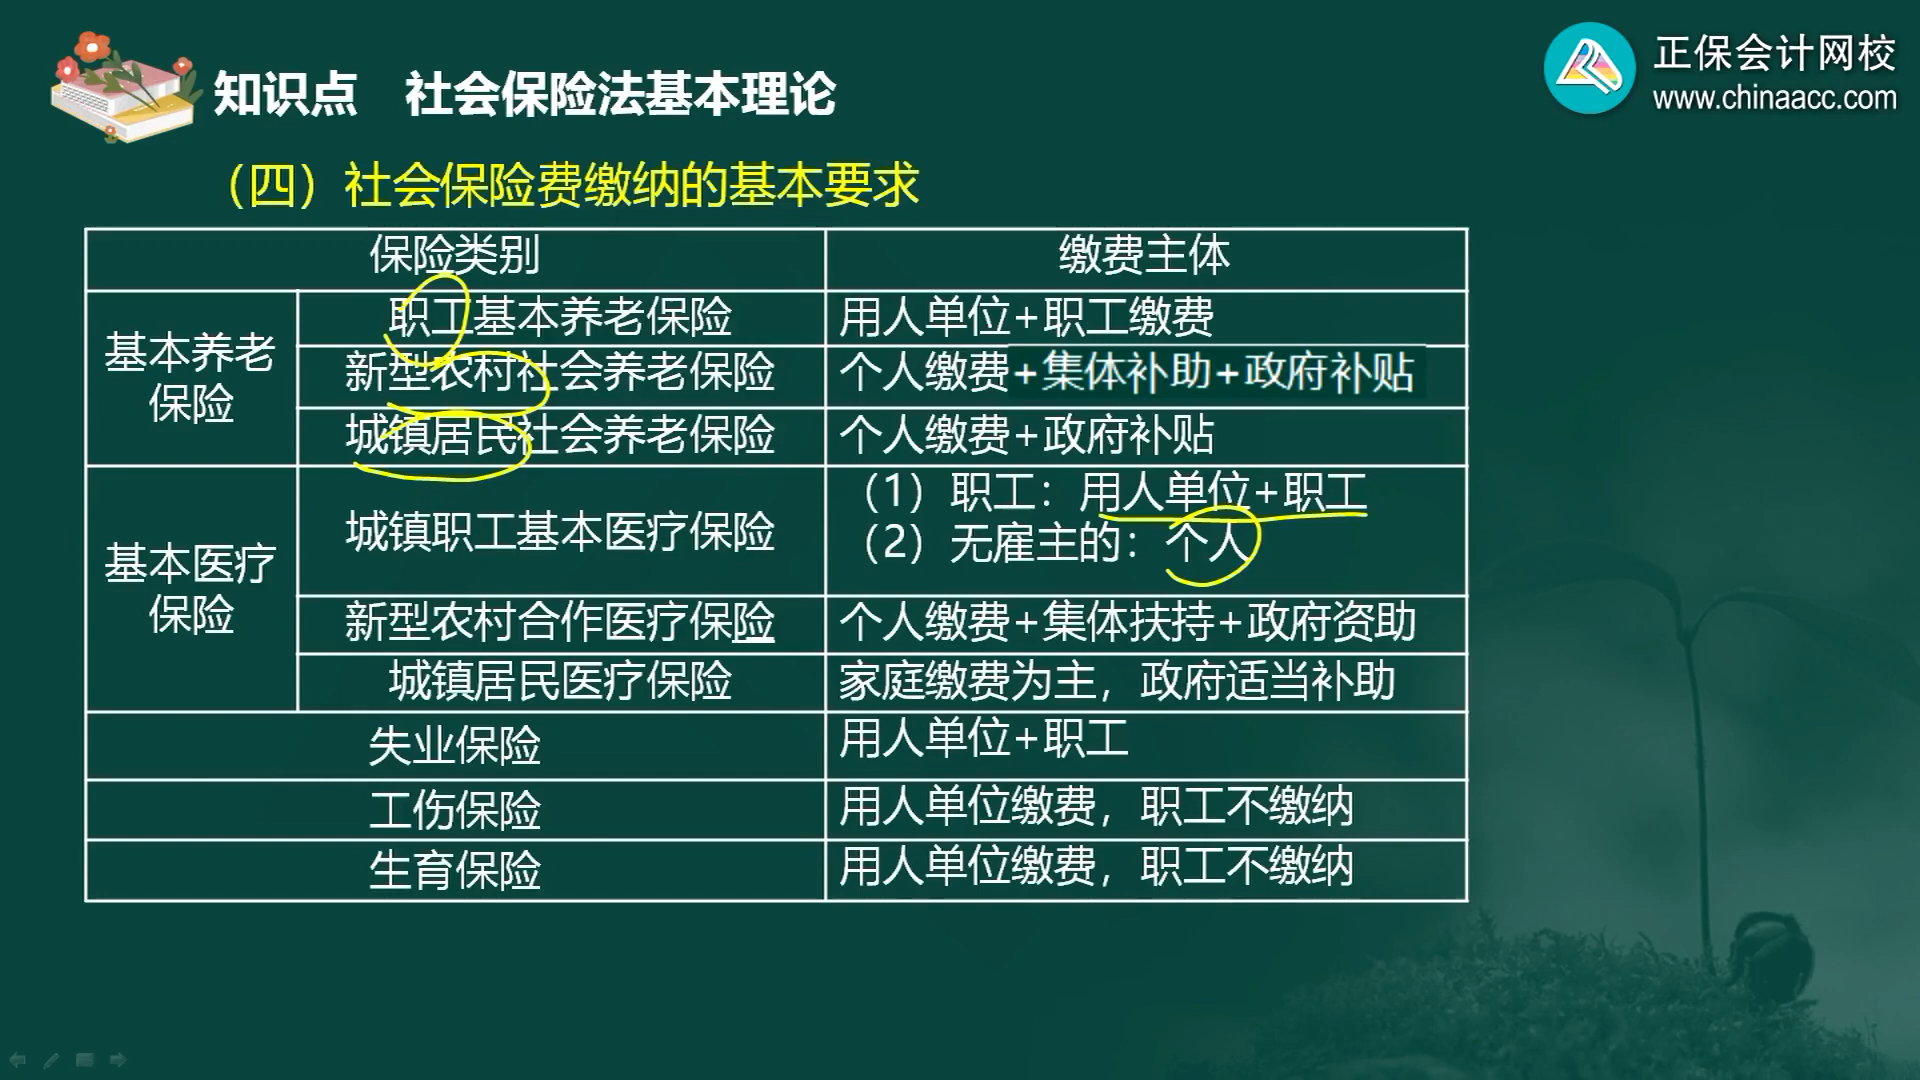 正保会计网校
www.chinaacc.com
知识点 社会保险法基本理论
（四）社会保险费缴纳的基本要求
保险类别 缴费主体
基本养老
保险
职工基本养老保险 用人单位+职工缴费
新型农村社会养老保险 个人缴费+集体补助+政府补贴
城镇居民社会养老保险 个人缴费+政府补贴
基本医疗
保险
城镇职工基本医疗保险
（1）职工：用人单位+职工
（2）无雇主的：个人
新型农村合作医疗保险 个人缴费+集体扶持+政府资助
城镇居民医疗保险 家庭缴费为主，政府适当补助
失业保险 用人单位+职工
工伤保险 用人单位缴费，职工不缴纳
生育保险 用人单位缴费，职工不缴纳